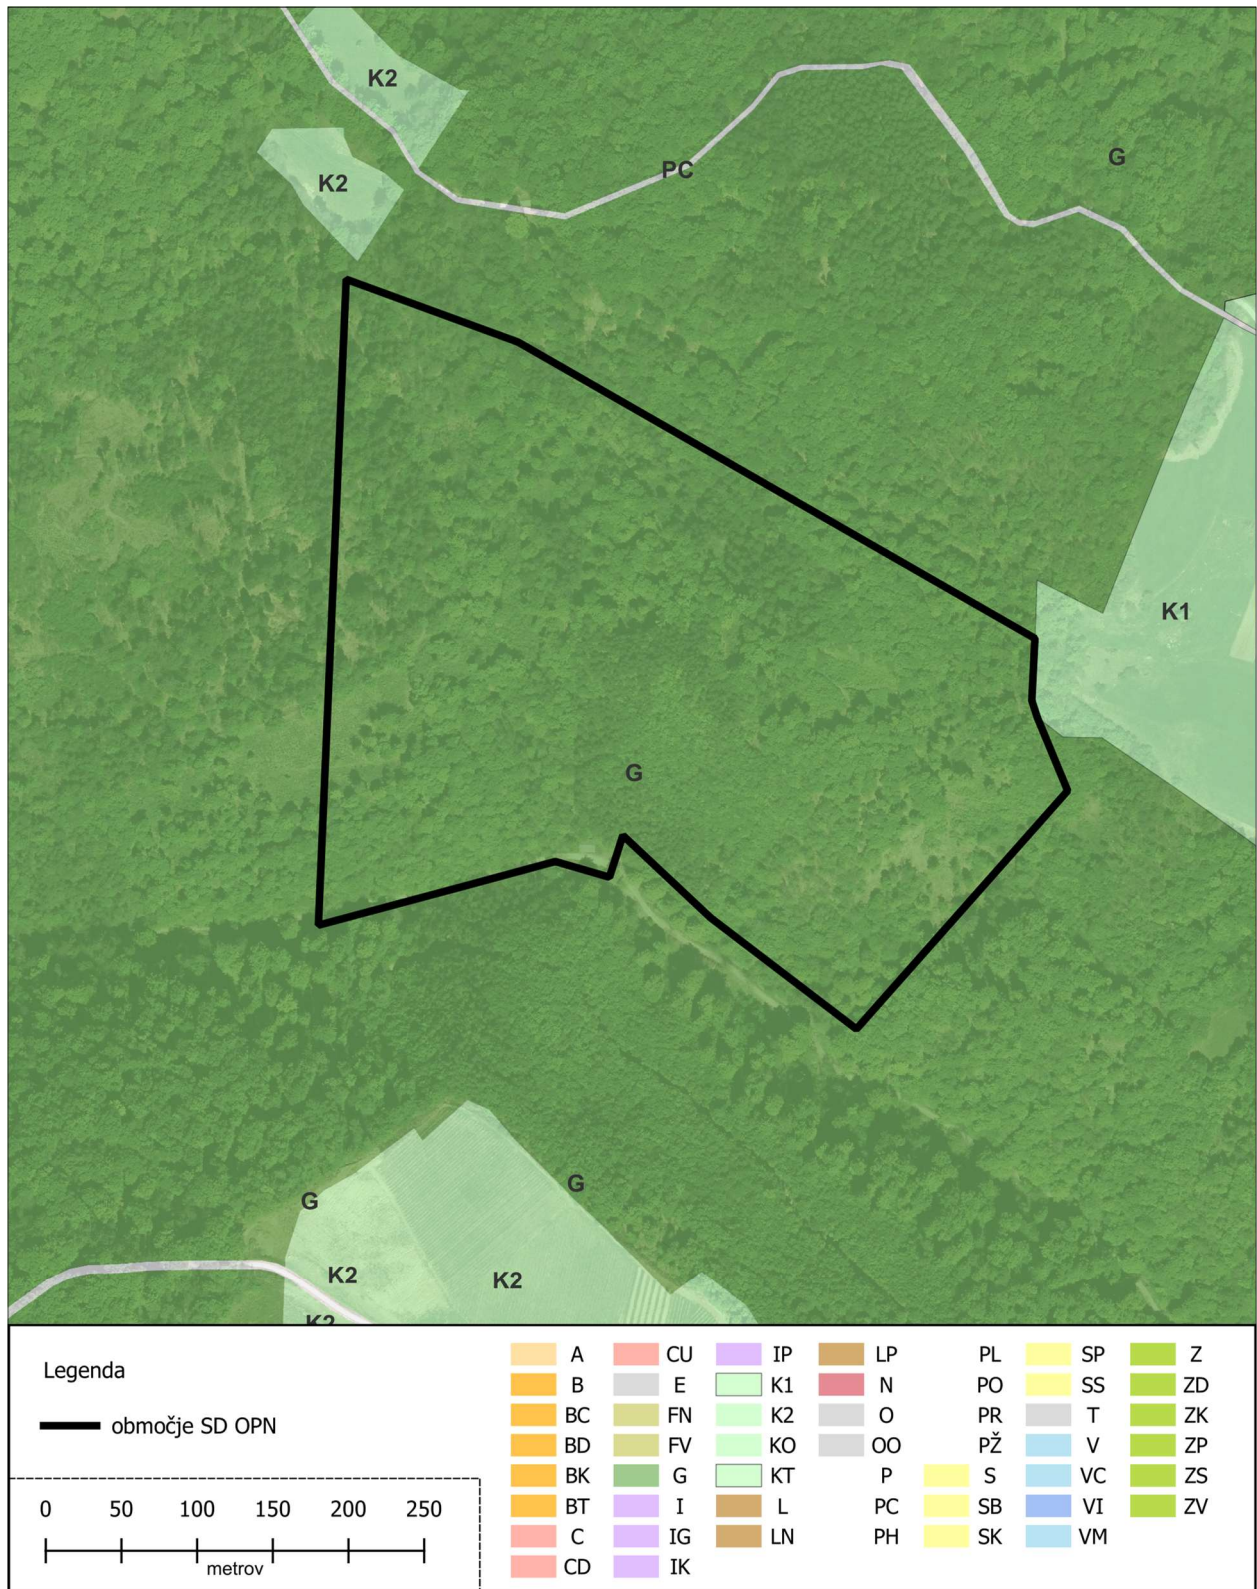 K2
G
PC
K2
K1
G
G
G
K2
K2
K2
Legenda
območje SD OPN
0 50 100 150 200 250
metrov
A
B
BC
BD
BK
BT
C
CD
CU
E
FN
FV
G
I
IG
IK
IP
K1
K2
KO
KT
L
LN
LP
N
O
OO
P
PC
PH
PL
PO
PR
PŽ
S
SB
SK
SP
SS
T
V
VC
VI
VM
Z
ZD
ZK
ZP
ZS
ZV